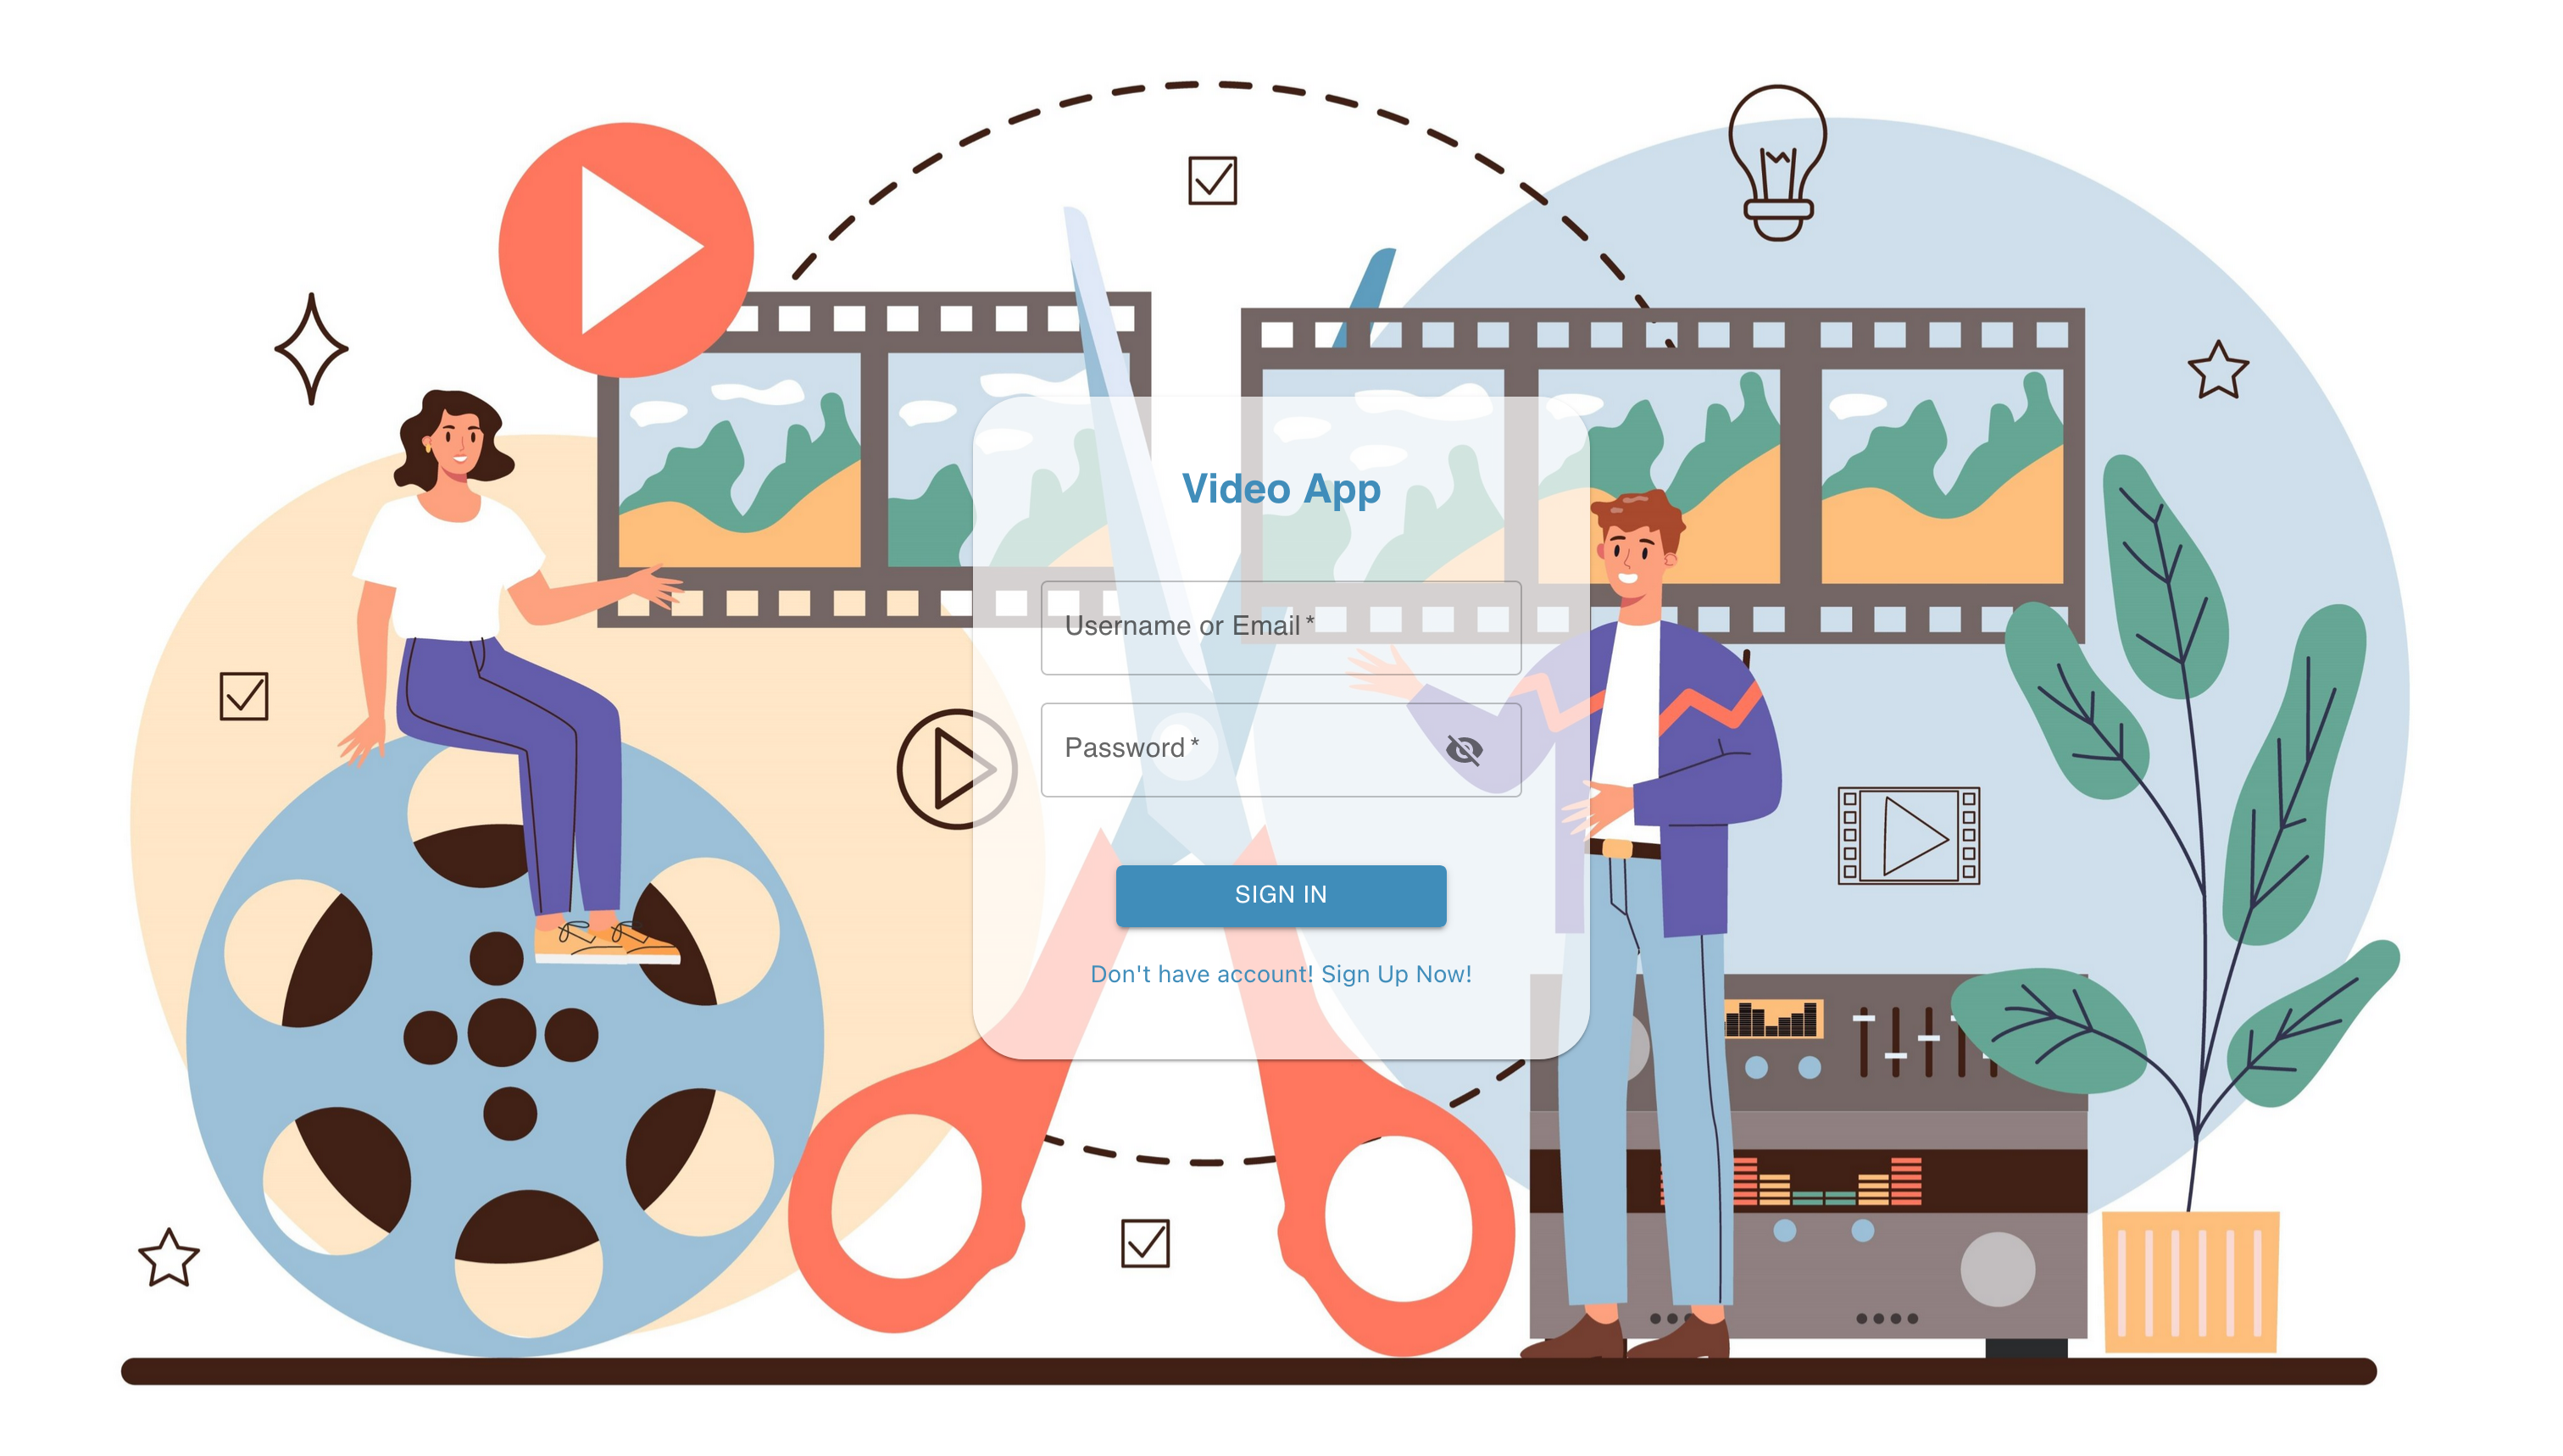 Video App
Username or Email *
Password *
SIGN IN
Don't have account! Sign Up Now!